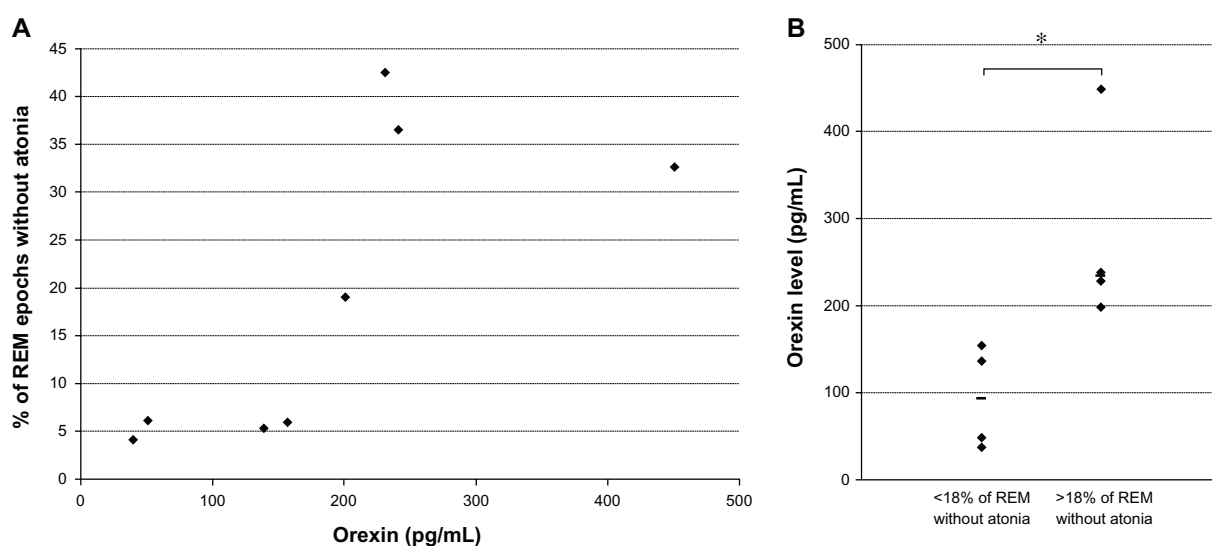 A
% of REM epochs without atonia
45
40
35
30
25
20
15
10
5
0
0 100 200 300 400 500
Orexin (pg/mL)
B
Orexin level (pg/mL)
500
400
300
200
100
0
*
<18% of REM
without atonia
>18% of REM
without atonia